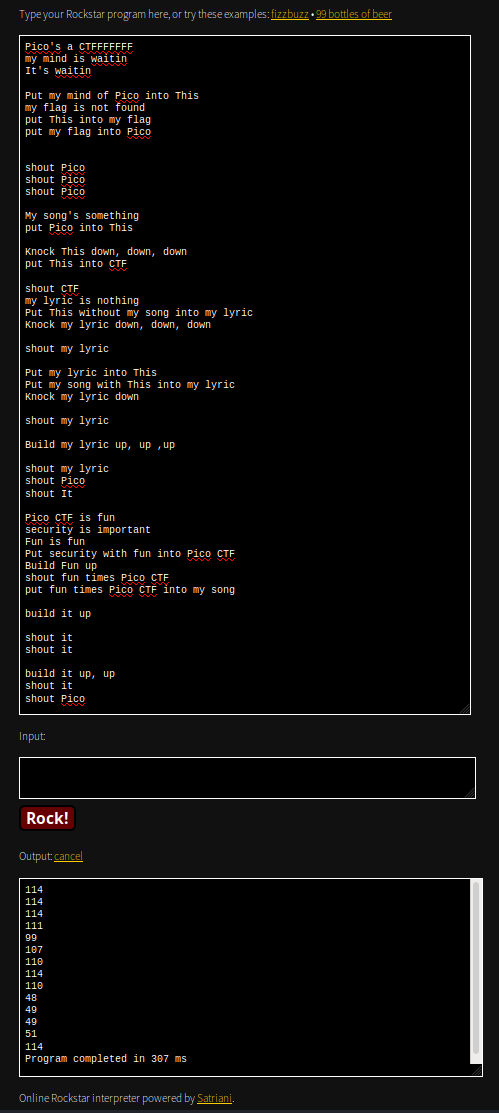 Type your Rockstar program here, or try these examples: fizzbuzz • 99 bottles of beer
Pico's a CTFFFFFFF
my mind is waitin
It's waitin
Put my mind of Pico into This
my flag is not found
put This into my flag
put my flag into Pico
shout Pico
shout Pico
shout Pico
My song's something
put Pico into This
Knock This down, down, down
put This into CTF
shout CTF
my lyric is nothing
Put This without my song into my lyric
Knock my lyric down, down, down
shout my lyric
Put my lyric into This
Put my song with This into my lyric
Knock my lyric down
shout my lyric
Build my lyric up, up ,up
shout my lyric
shout Pico
shout It
Pico CTF is fun
security is important
Fun is fun
Put security with fun into Pico CTF
Build Fun up
shout fun times Pico CTF
put fun times Pico CTF into my song
build it up
shout it
shout it
build it up, up
shout it
shout Pico
Input:
Rock!
Output: cancel
114
114
114
111
99
107
110
114
110
48
49
49
51
114
Program completed in 307 ms
Online Rockstar interpreter powered by Satriani.